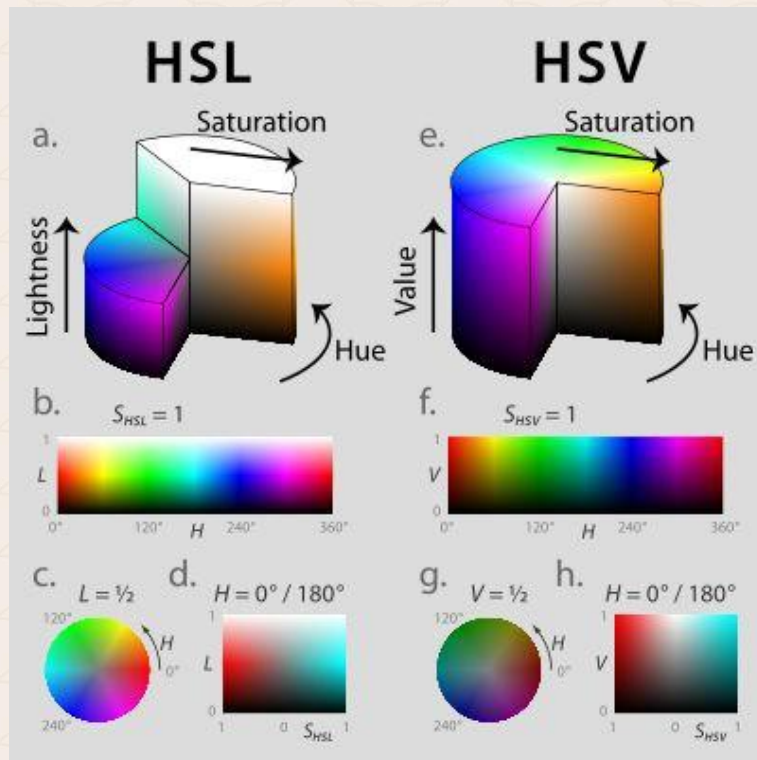 HSL
a.
Saturation
Lightness
Hue
b.
S_HSL = 1
1
L
0
0°
120°
240°
360°
H
c.
L = ½
120°
H
0°
240°
d.
H = 0° / 180°
1
L
0
1
0
1
S_HSL
HSV
e.
Saturation
Value
Hue
f.
S_HSV = 1
1
V
0
0°
120°
240°
360°
H
g.
V = ½
120°
H
0°
240°
h.
H = 0° / 180°
1
V
0
1
0
1
S_HSV